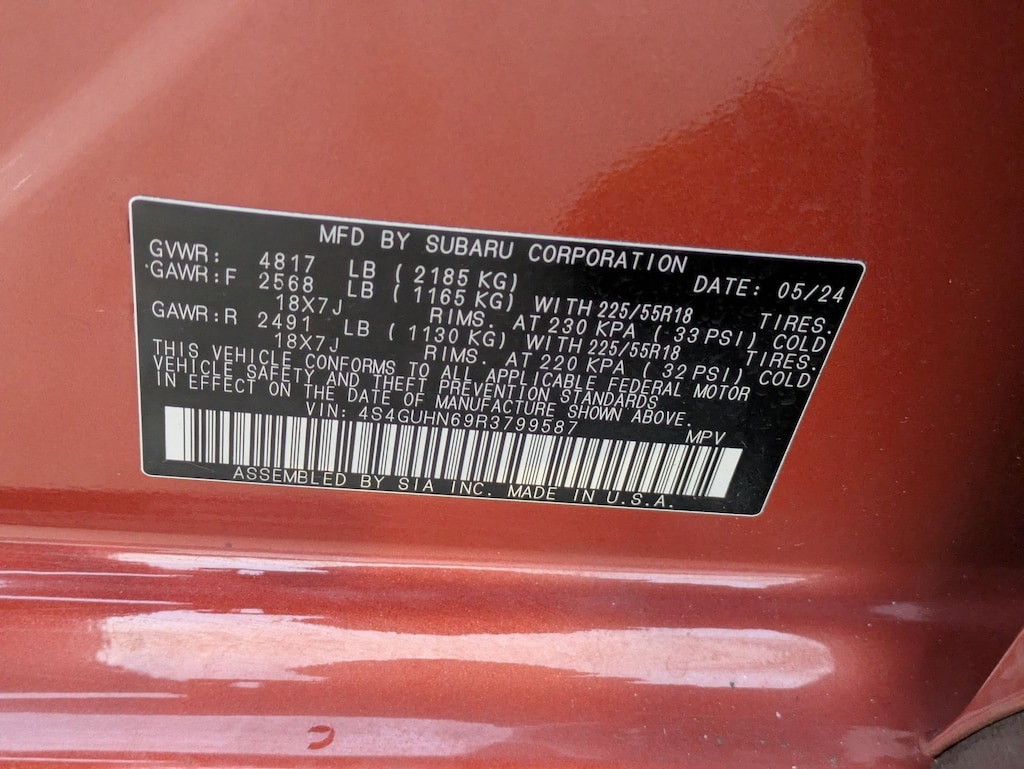 MFD BY SUBARU CORPORATION
GVWR: 4817 LB (2185 KG) DATE: 05/24
GAWR:F 2568 LB (1165 KG) WITH 225/55R18 TIRES.
18X7J RIMS. AT 230 KPA (33 PSI) COLD
GAWR:R 2491 LB (1130 KG) WITH 225/55R18 TIRES.
18X7J RIMS. AT 220 KPA (32 PSI) COLD
THIS VEHICLE CONFORMS TO ALL APPLICABLE FEDERAL MOTOR
VEHICLE SAFETY AND THEFT PREVENTION STANDARDS
IN EFFECT ON THE DATE OF MANUFACTURE SHOWN ABOVE.
VIN: 4S4GUHN69R3799587 MPV
ASSEMBLED BY SIA INC. MADE IN U.S.A.